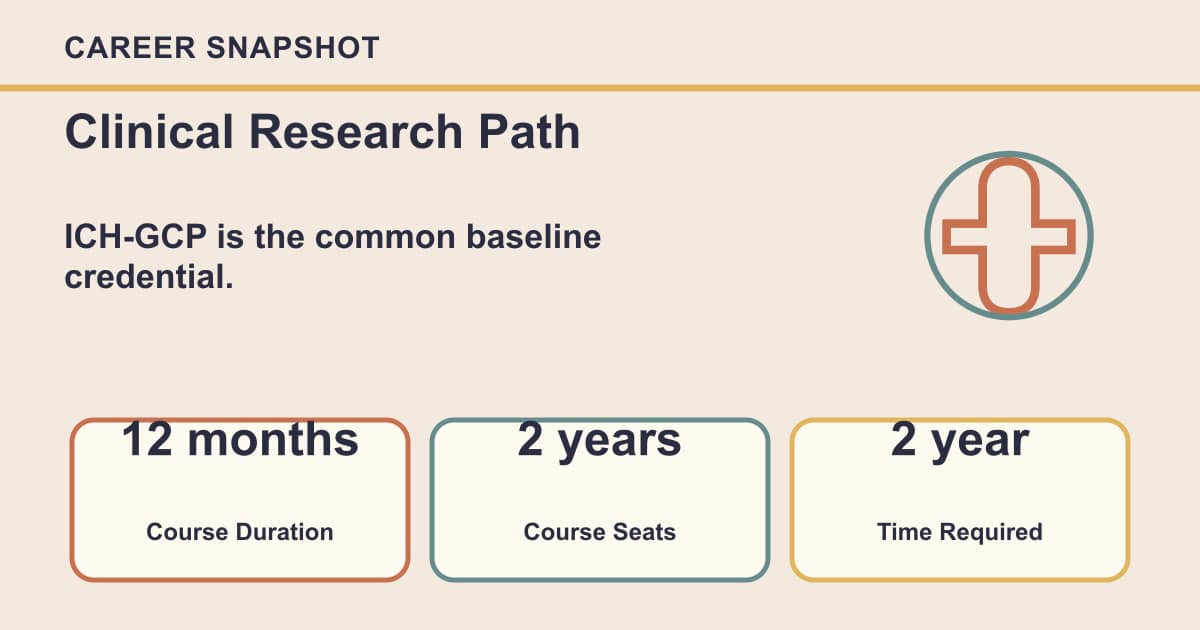 CAREER SNAPSHOT
Clinical Research Path
ICH-GCP is the common baseline
credential.
12 months
Course Duration
2 years
Course Seats
2 year
Time Required